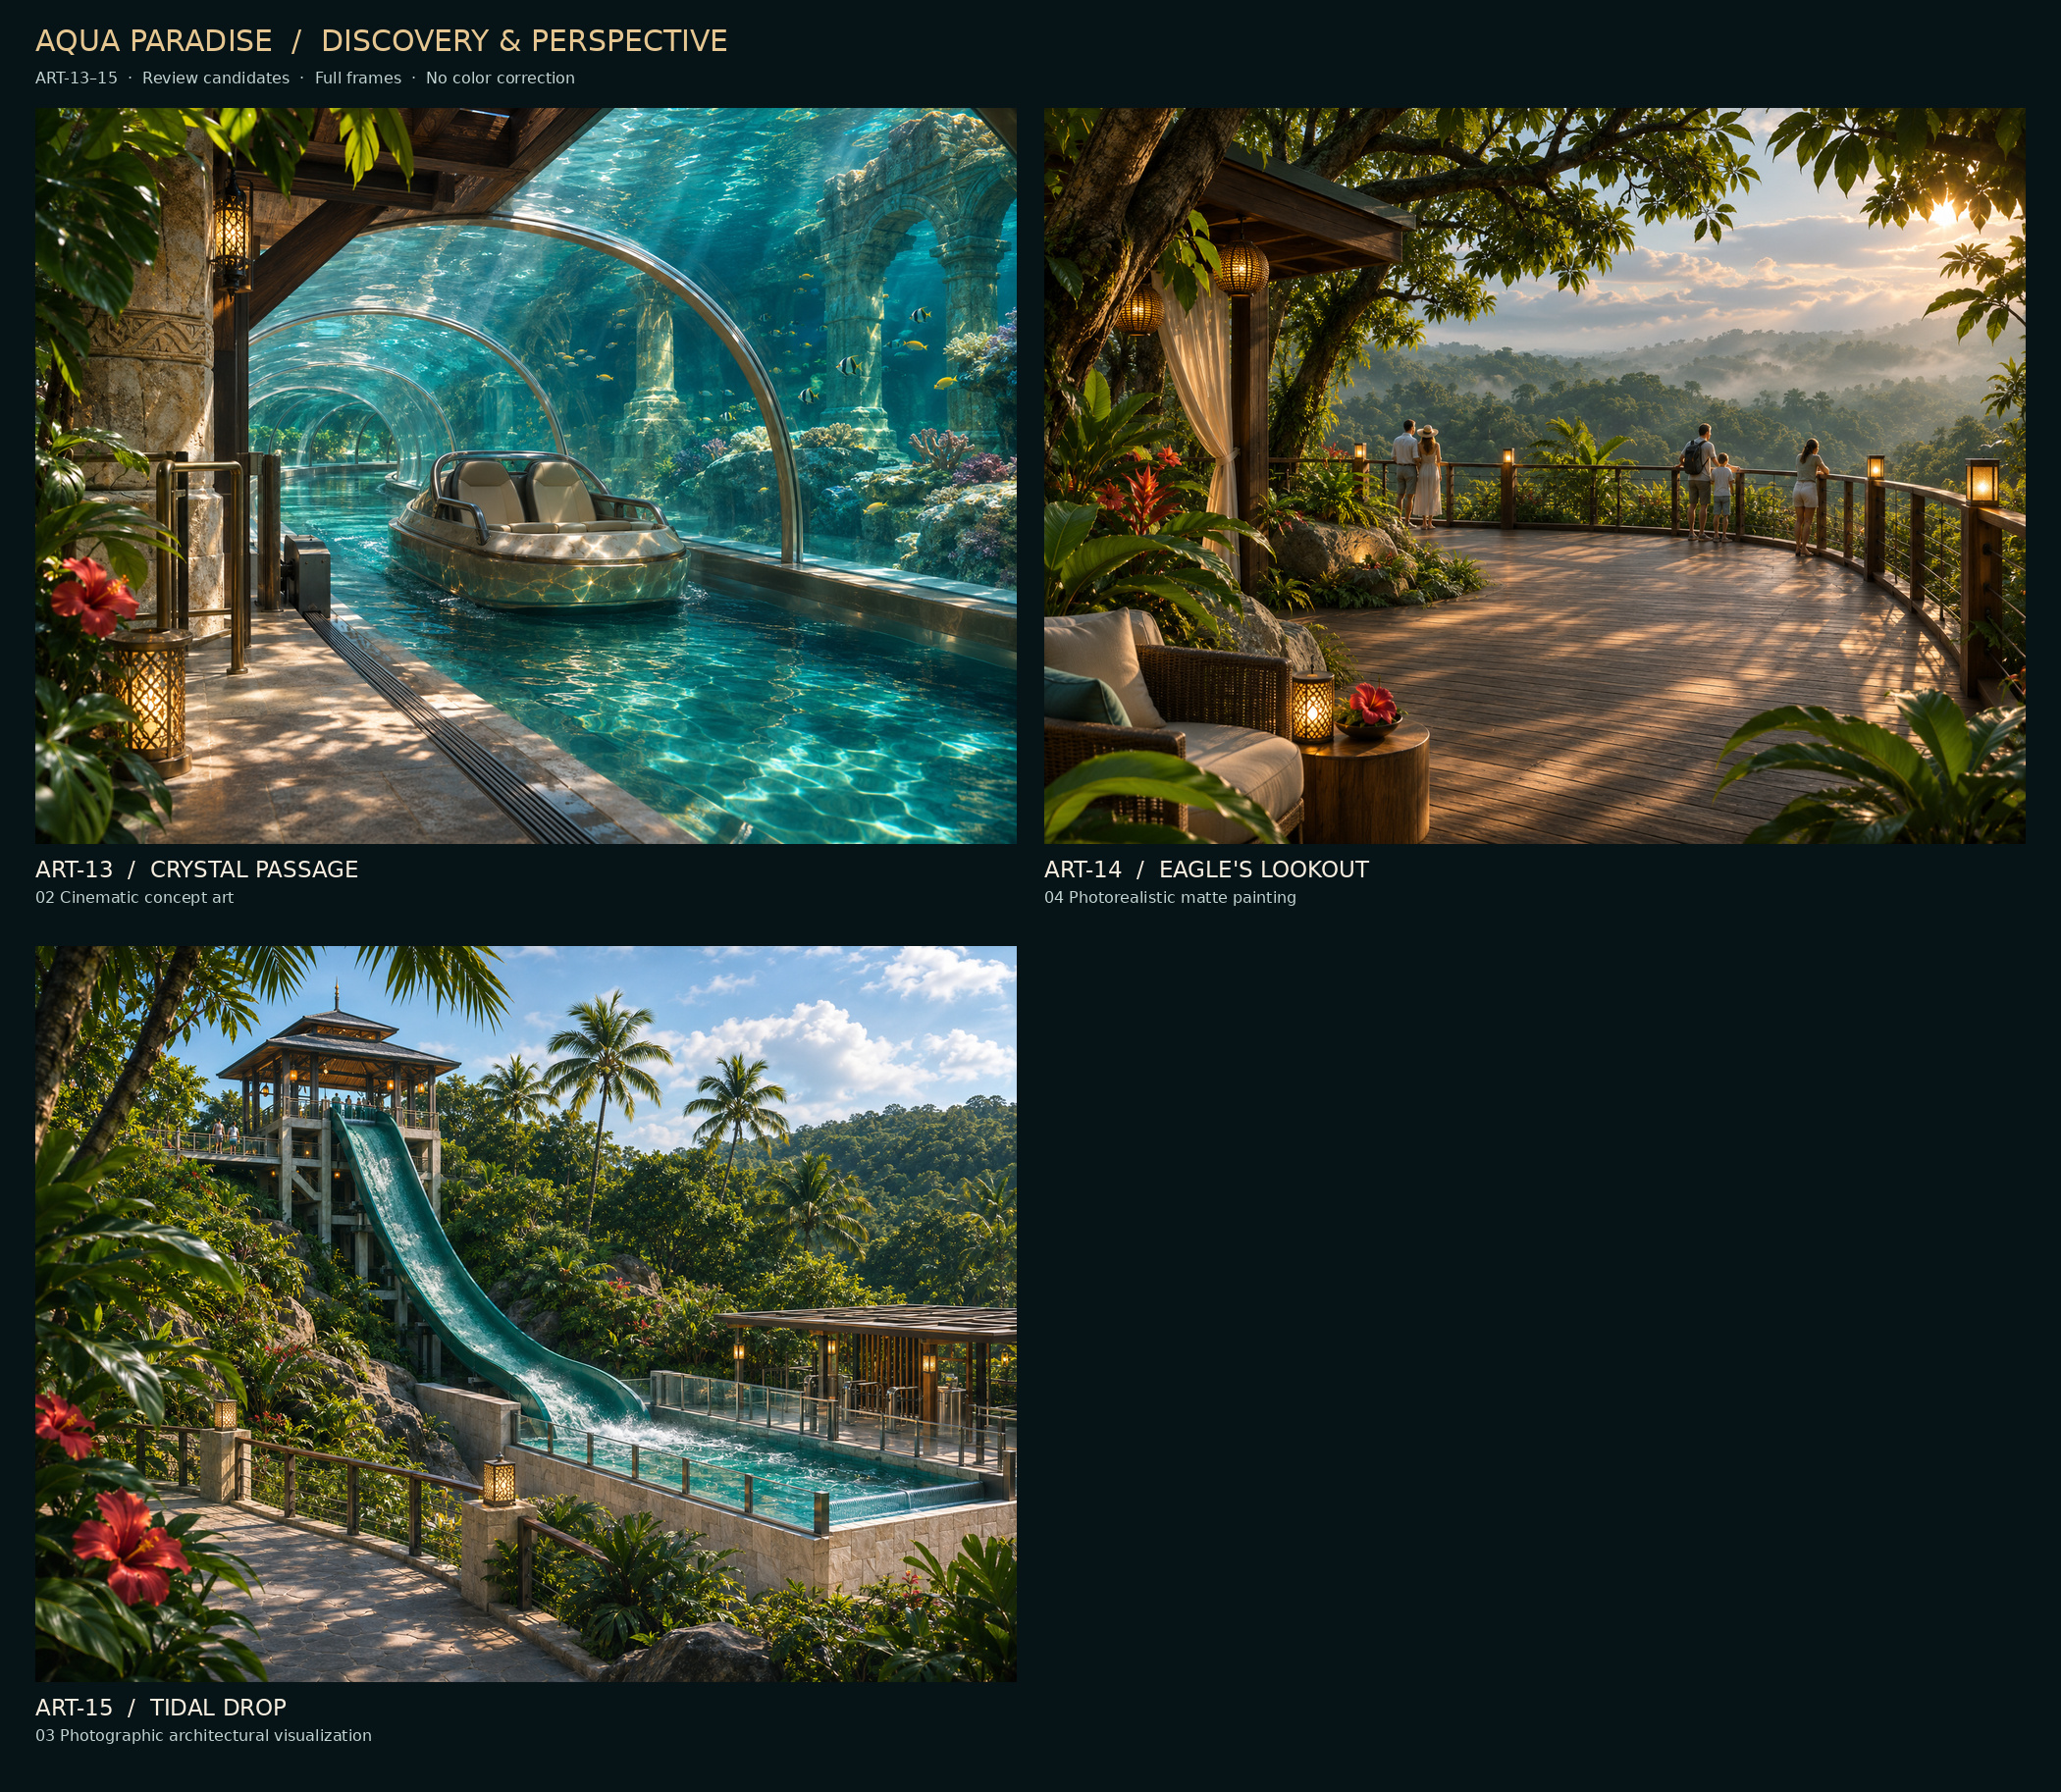 AQUA PARADISE / DISCOVERY & PERSPECTIVE
ART-13–15 · Review candidates · Full frames · No color correction
ART-13 / CRYSTAL PASSAGE
02 Cinematic concept art
ART-14 / EAGLE'S LOOKOUT
04 Photorealistic matte painting
ART-15 / TIDAL DROP
03 Photographic architectural visualization